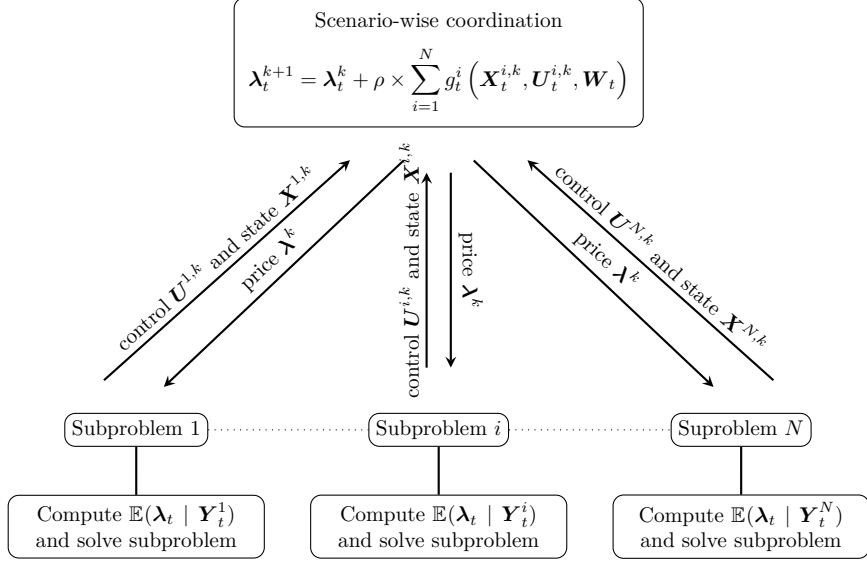 Scenario-wise coordination
λ_t^{k+1} = λ_t^k + ρ × ∑_{i=1}^{N} g_t^i (X_t^{i,k}, U_t^{i,k}, W_t)
control U^{1,k} and state X^{1,k}
price λ^k
control U^{i,k} and state X^{i,k}
price λ^k
control U^{N,k} and state X^{N,k}
price λ^k
Subproblem 1
Subproblem i
Suproblem N
Compute 𝔼(λ_t | Y_t^1)
and solve subproblem
Compute 𝔼(λ_t | Y_t^i)
and solve subproblem
Compute 𝔼(λ_t | Y_t^N)
and solve subproblem